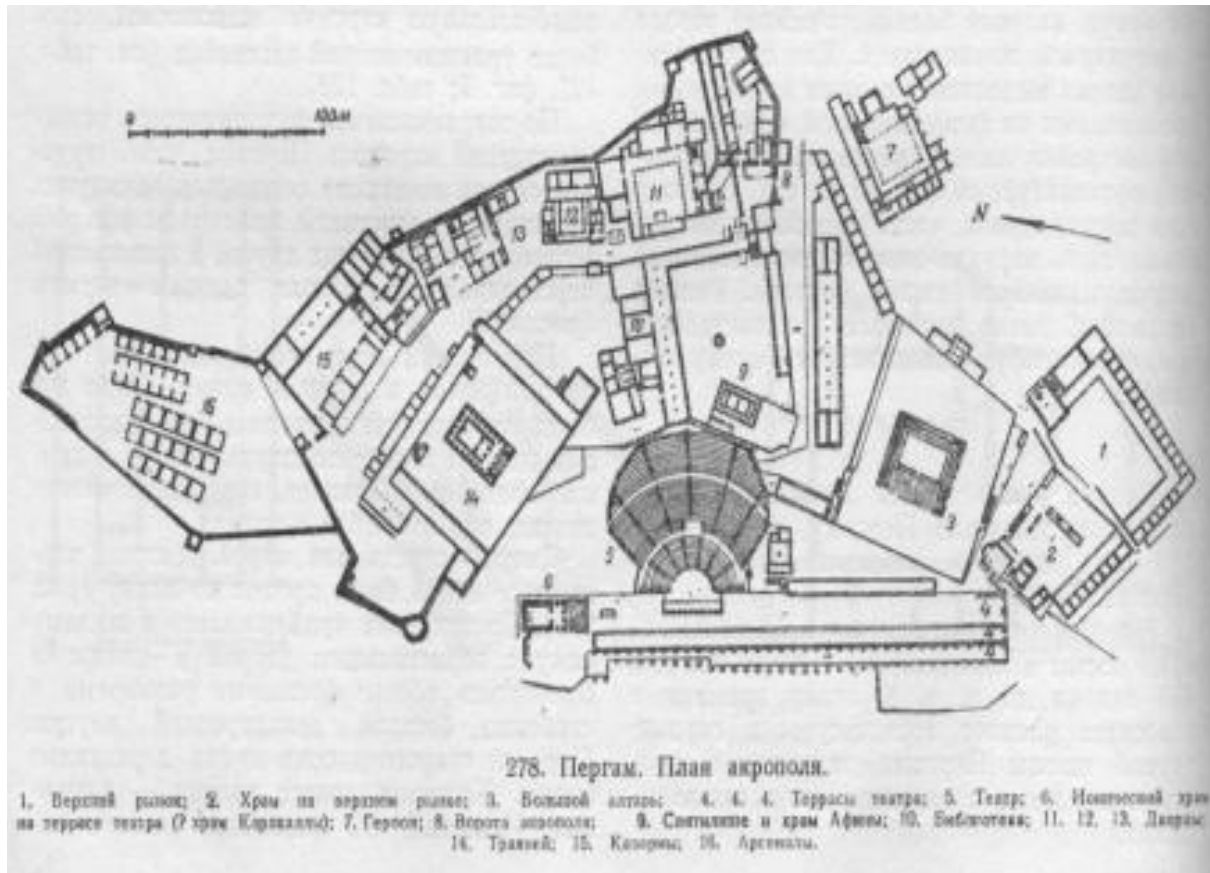 0 100 м
N
278. Пергам. План акрополя.
1. Верхний рынок; 2. Храм на верхнем рынке; 3. Большой алтарь; 4. 4. 4. Террасы театра; 5. Театр; 6. Ионический храм
на террасе театра (? храм Каракаллы); 7. Героон; 8. Ворота акрополя; 9. Святилище и храм Афины; 10. Библиотека; 11. 12. 13. Дворцы;
14. Траяней; 15. Казармы; 16. Арсеналы.